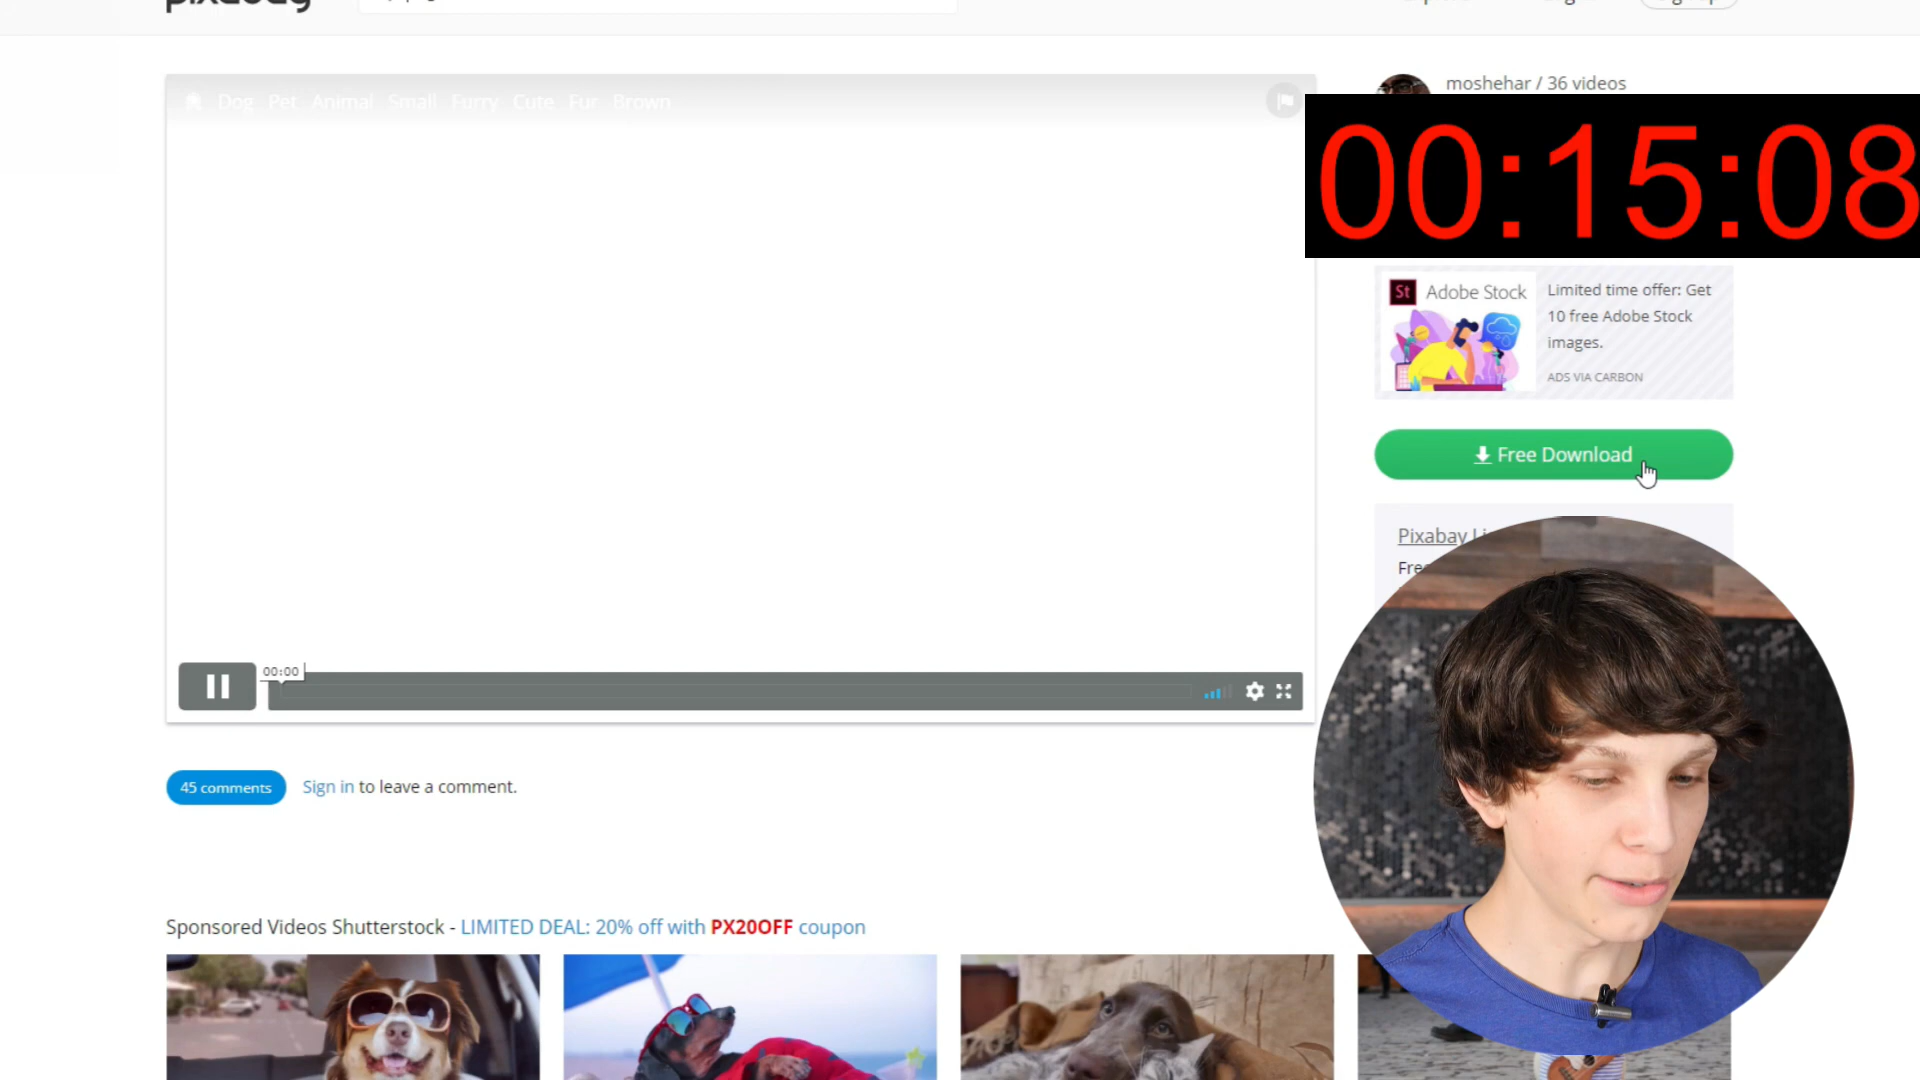 pixabay
moshehar / 36 videos
Dog Pet Animal Small Furry Cute Fur Brown
00:15:08
St Adobe Stock
Limited time offer: Get
10 free Adobe Stock
images.
ADS VIA CARBON
Free Download
Pixabay
00:00
45 comments
Sign in to leave a comment.
Sponsored Videos Shutterstock - LIMITED DEAL: 20% off with PX20OFF coupon